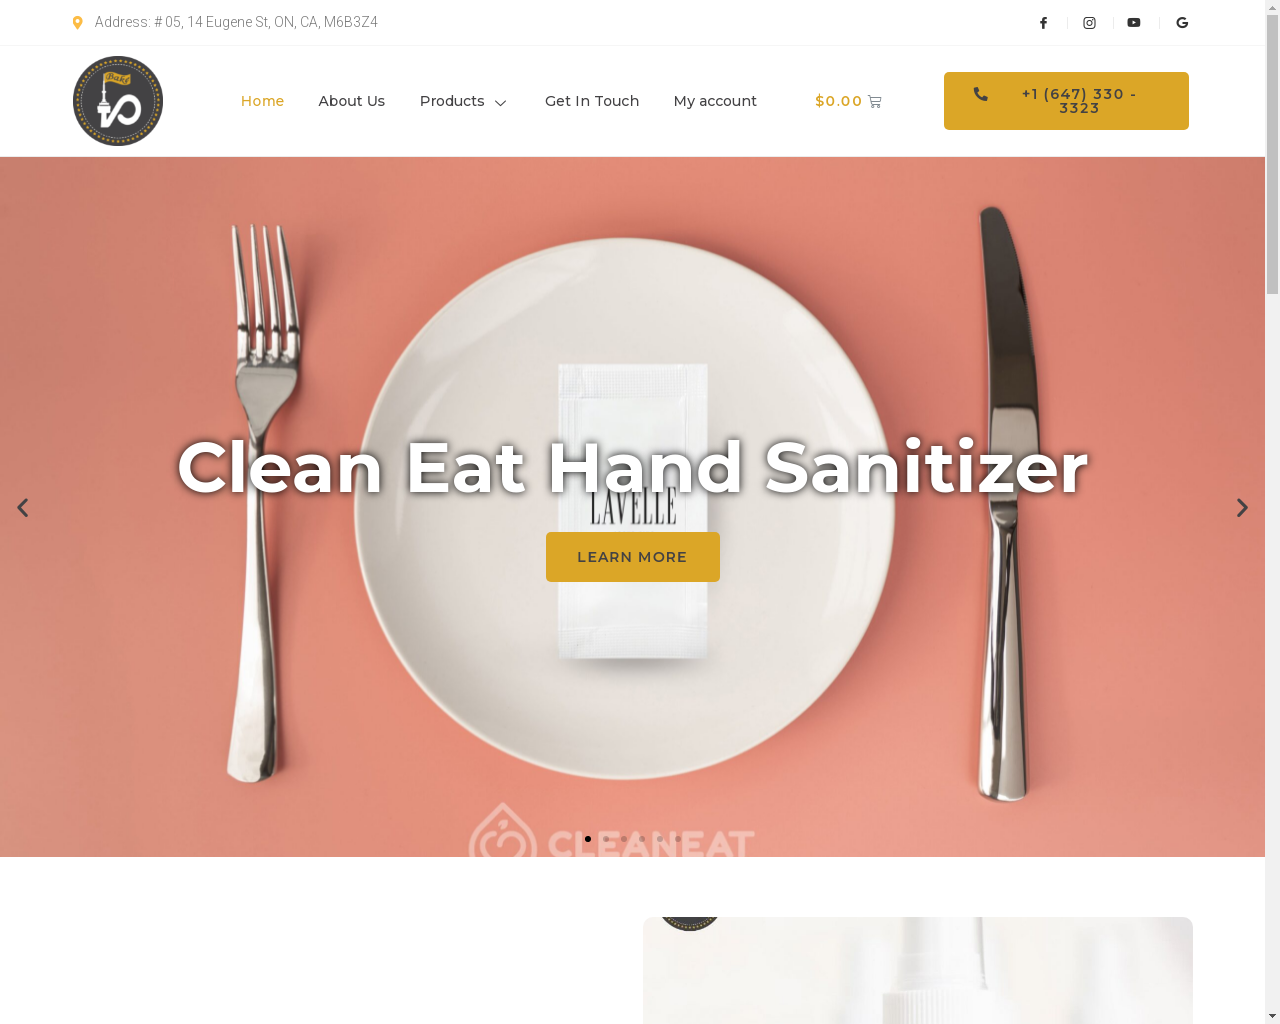 Address: # 05, 14 Eugene St, ON, CA, M6B3Z4
Bakf
Home
About Us
Products
Get In Touch
My account
$0.00
+1 (647) 330 -
3323
Clean Eat Hand Sanitizer
LAVELLE
LEARN MORE
CLEANEAT